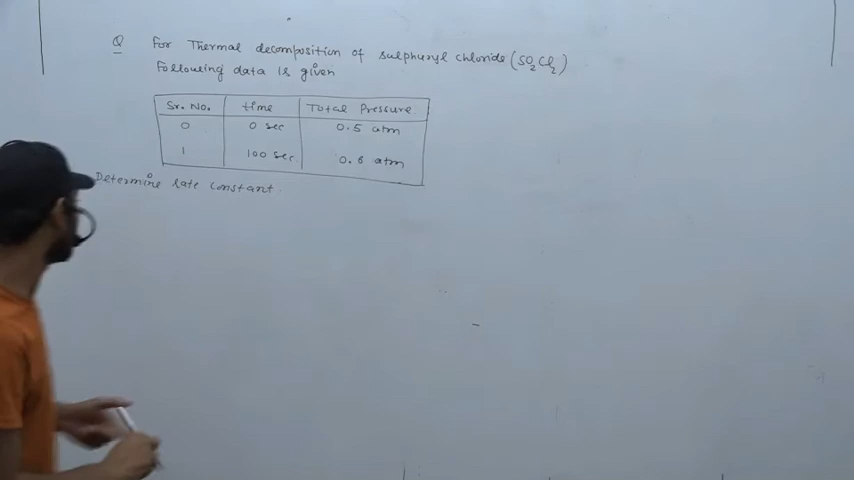 Q For Thermal decomposition of sulphuryl chloride (SO2Cl2)
Following data is given
Sr. No. time Total Pressure
0 0 sec 0.5 atm
1 100 sec 0.6 atm
Determine rate constant.